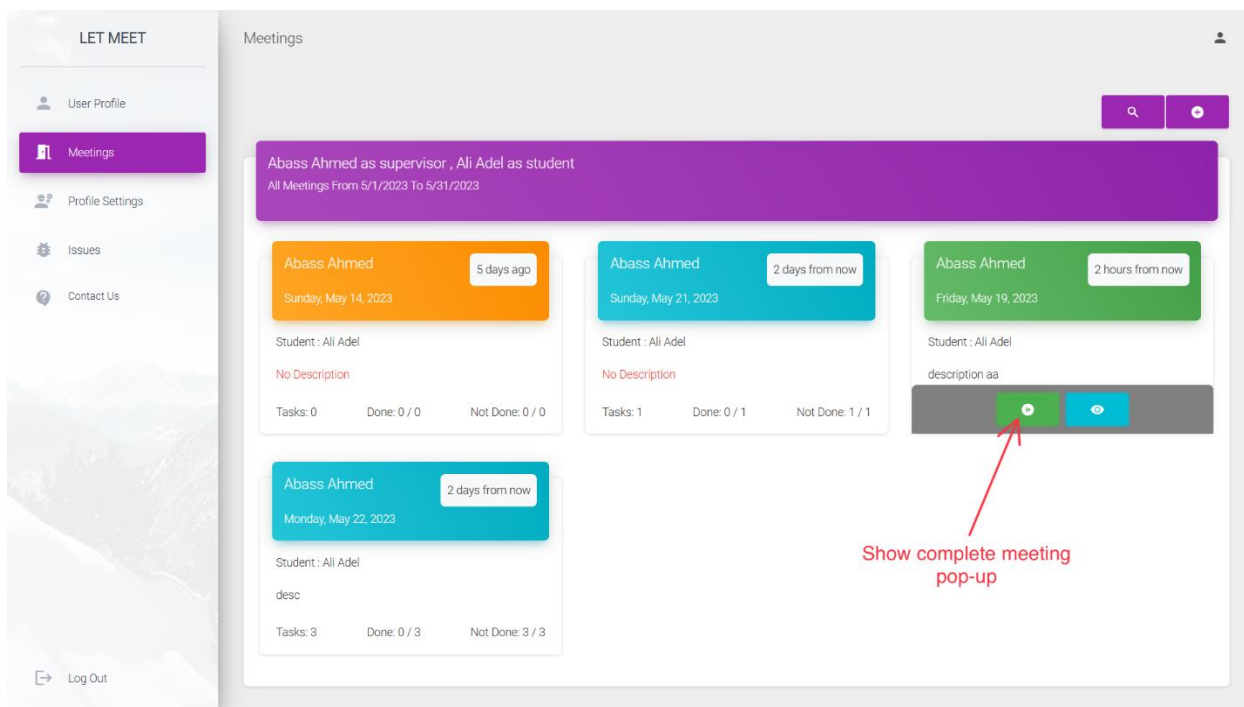 LET MEET
User Profile
Meetings
Profile Settings
Issues
Contact Us
Log Out
Meetings
Abass Ahmed as supervisor , Ali Adel as student
All Meetings From 5/1/2023 To 5/31/2023
Abass Ahmed
5 days ago
Sunday, May 14, 2023
Student : Ali Adel
No Description
Tasks: 0 Done: 0 / 0 Not Done: 0 / 0
Abass Ahmed
2 days from now
Sunday, May 21, 2023
Student : Ali Adel
No Description
Tasks: 1 Done: 0 / 1 Not Done: 1 / 1
Abass Ahmed
2 hours from now
Friday, May 19, 2023
Student : Ali Adel
description aa
Abass Ahmed
2 days from now
Monday, May 22, 2023
Student : Ali Adel
desc
Tasks: 3 Done: 0 / 3 Not Done: 3 / 3
Show complete meeting
pop-up